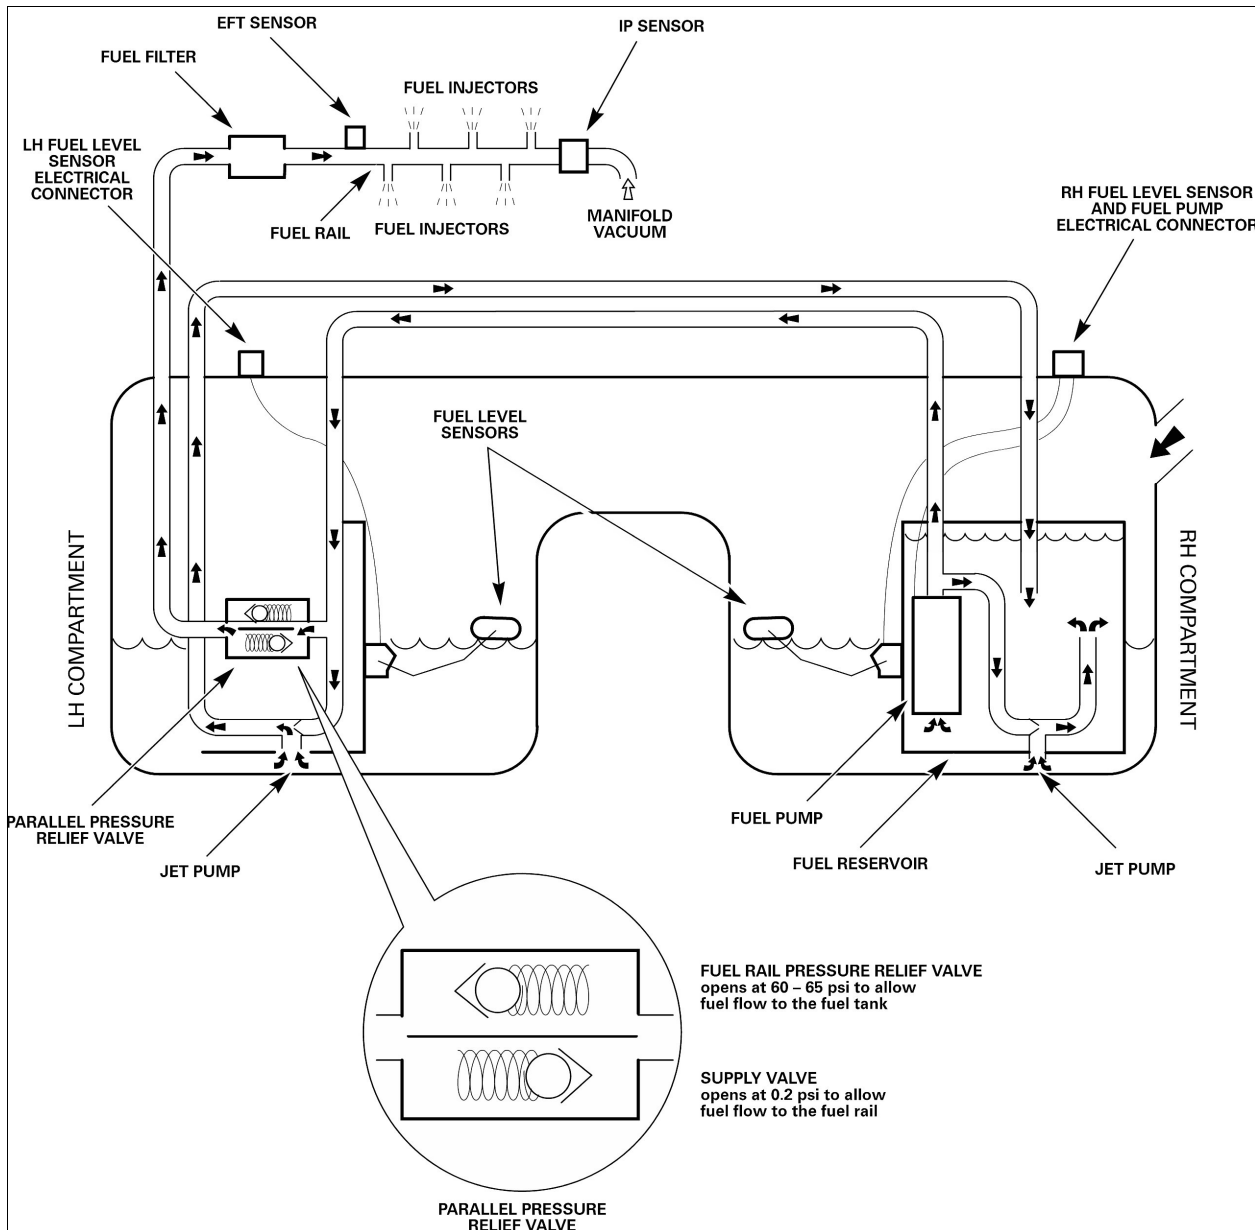 EFT SENSOR
IP SENSOR
FUEL FILTER
FUEL INJECTORS
LH FUEL LEVEL
SENSOR
ELECTRICAL
CONNECTOR
RH FUEL LEVEL SENSOR
AND FUEL PUMP
ELECTRICAL CONNECTOR
FUEL RAIL
FUEL INJECTORS
MANIFOLD
VACUUM
FUEL LEVEL
SENSORS
LH COMPARTMENT
RH COMPARTMENT
PARALLEL PRESSURE
RELIEF VALVE
JET PUMP
FUEL PUMP
FUEL RESERVOIR
JET PUMP
FUEL RAIL PRESSURE RELIEF VALVE
opens at 60 – 65 psi to allow
fuel flow to the fuel tank
SUPPLY VALVE
opens at 0.2 psi to allow
fuel flow to the fuel rail
PARALLEL PRESSURE
RELIEF VALVE